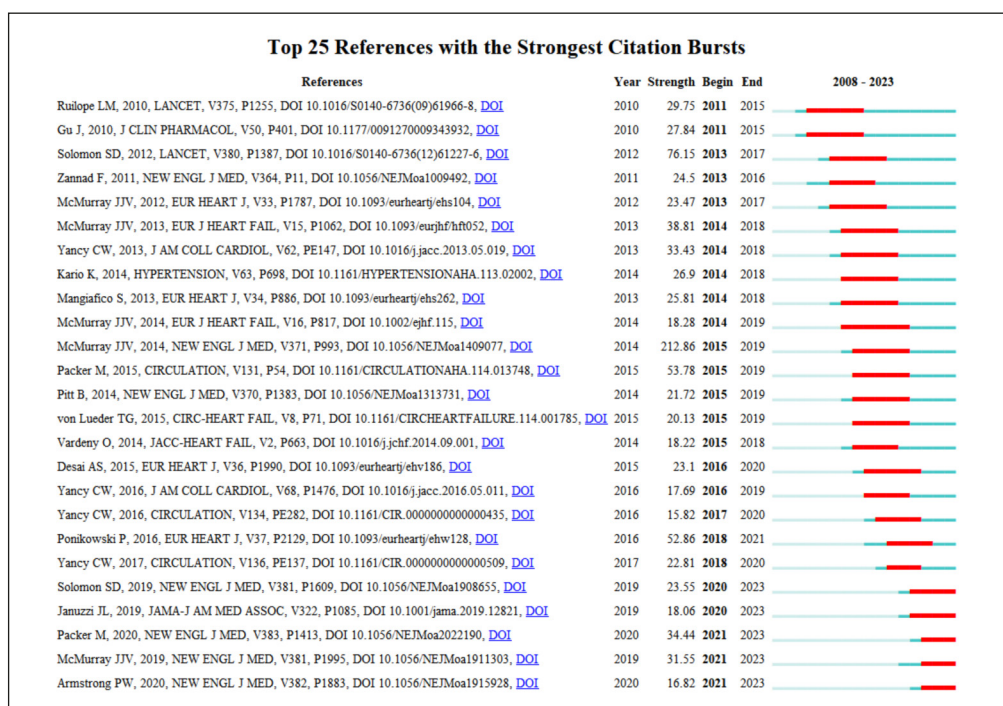 Top 25 References with the Strongest Citation Bursts
References Year Strength Begin End 2008 - 2023
Ruilope LM, 2010, LANCET, V375, P1255, DOI 10.1016/S0140-6736(09)61966-8, DOI 2010 29.75 2011 2015
Gu J, 2010, J CLIN PHARMACOL, V50, P401, DOI 10.1177/0091270009343932, DOI 2010 27.84 2011 2015
Solomon SD, 2012, LANCET, V380, P1387, DOI 10.1016/S0140-6736(12)61227-6, DOI 2012 76.15 2013 2017
Zannad F, 2011, NEW ENGL J MED, V364, P11, DOI 10.1056/NEJMoa1009492, DOI 2011 24.5 2013 2016
McMurray JJV, 2012, EUR HEART J, V33, P1787, DOI 10.1093/eurheartj/ehs104, DOI 2012 23.47 2013 2017
McMurray JJV, 2013, EUR J HEART FAIL, V15, P1062, DOI 10.1093/eurjhf/hft052, DOI 2013 38.81 2014 2018
Yancy CW, 2013, J AM COLL CARDIOL, V62, PE147, DOI 10.1016/j.jacc.2013.05.019, DOI 2013 33.43 2014 2018
Kario K, 2014, HYPERTENSION, V63, P698, DOI 10.1161/HYPERTENSIONAHA.113.02002, DOI 2014 26.9 2014 2018
Mangiafico S, 2013, EUR HEART J, V34, P886, DOI 10.1093/eurheartj/ehs262, DOI 2013 25.81 2014 2018
McMurray JJV, 2014, EUR J HEART FAIL, V16, P817, DOI 10.1002/ejhf.115, DOI 2014 18.28 2014 2019
McMurray JJV, 2014, NEW ENGL J MED, V371, P993, DOI 10.1056/NEJMoa1409077, DOI 2014 212.86 2015 2019
Packer M, 2015, CIRCULATION, V131, P54, DOI 10.1161/CIRCULATIONAHA.114.013748, DOI 2015 53.78 2015 2019
Pitt B, 2014, NEW ENGL J MED, V370, P1383, DOI 10.1056/NEJMoa1313731, DOI 2014 21.72 2015 2019
von Lueder TG, 2015, CIRC-HEART FAIL, V8, P71, DOI 10.1161/CIRCHEARTFAILURE.114.001785, DOI 2015 20.13 2015 2019
Vardeny O, 2014, JACC-HEART FAIL, V2, P663, DOI 10.1016/j.jchf.2014.09.001, DOI 2014 18.22 2015 2018
Desai AS, 2015, EUR HEART J, V36, P1990, DOI 10.1093/eurheartj/ehv186, DOI 2015 23.1 2016 2020
Yancy CW, 2016, J AM COLL CARDIOL, V68, P1476, DOI 10.1016/j.jacc.2016.05.011, DOI 2016 17.69 2016 2019
Yancy CW, 2016, CIRCULATION, V134, PE282, DOI 10.1161/CIR.0000000000000435, DOI 2016 15.82 2017 2020
Ponikowski P, 2016, EUR HEART J, V37, P2129, DOI 10.1093/eurheartj/ehw128, DOI 2016 52.86 2018 2021
Yancy CW, 2017, CIRCULATION, V136, PE137, DOI 10.1161/CIR.0000000000000509, DOI 2017 22.81 2018 2020
Solomon SD, 2019, NEW ENGL J MED, V381, P1609, DOI 10.1056/NEJMoa1908655, DOI 2019 23.55 2020 2023
Januzzi JL, 2019, JAMA-J AM MED ASSOC, V322, P1085, DOI 10.1001/jama.2019.12821, DOI 2019 18.06 2020 2023
Packer M, 2020, NEW ENGL J MED, V383, P1413, DOI 10.1056/NEJMoa2022190, DOI 2020 34.44 2021 2023
McMurray JJV, 2019, NEW ENGL J MED, V381, P1995, DOI 10.1056/NEJMoa1911303, DOI 2019 31.55 2021 2023
Armstrong PW, 2020, NEW ENGL J MED, V382, P1883, DOI 10.1056/NEJMoa1915928, DOI 2020 16.82 2021 2023